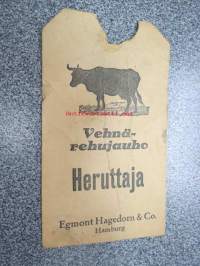 Vehnä-
rehujauho
Heruttaja
Egmont Hagedorn & Co.
Hamburg